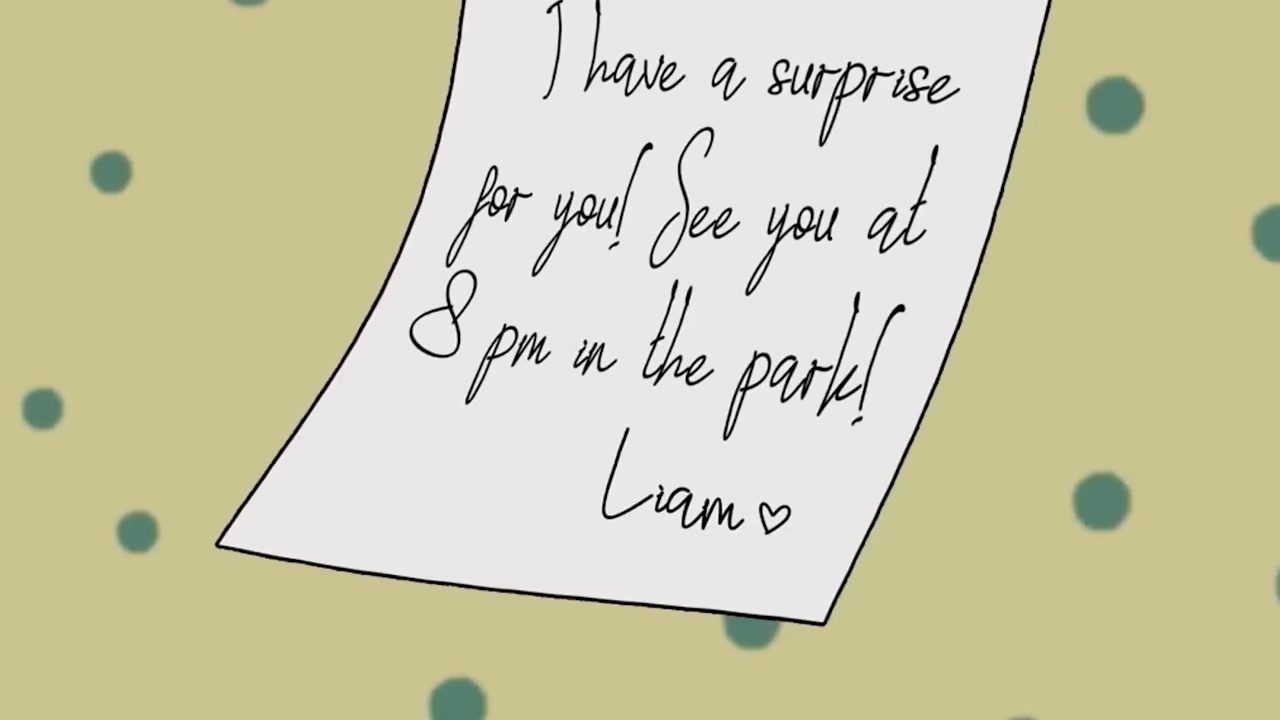 I have a surprise
for you! See you at
8 pm in the park!
Liam♡